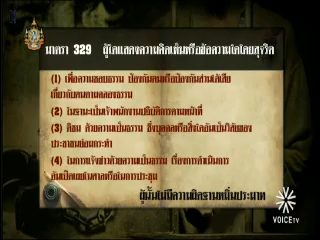 มาตรา 329 ผู้ใดแสดงความคิดเห็นหรือข้อความใดโดยสุจริต
(1) เพื่อความชอบธรรม ป้องกันตนหรือป้องกันส่วนได้เสีย
เกี่ยวกับตนตามคลองธรรม
(2) ในฐานะเป็นเจ้าพนักงานปฏิบัติการตามหน้าที่
(3) ติชม ด้วยความเป็นธรรม ซึ่งบุคคลหรือสิ่งใดอันเป็นวิสัยของ
ประชาชนย่อมกระทำ
(4) ในการแจ้งข่าวด้วยความเป็นธรรม เรื่องการดำเนินการ
อันเปิดเผยในศาลหรือในการประชุม
ผู้นั้นไม่มีความผิดฐานหมิ่นประมาท
VOICETV